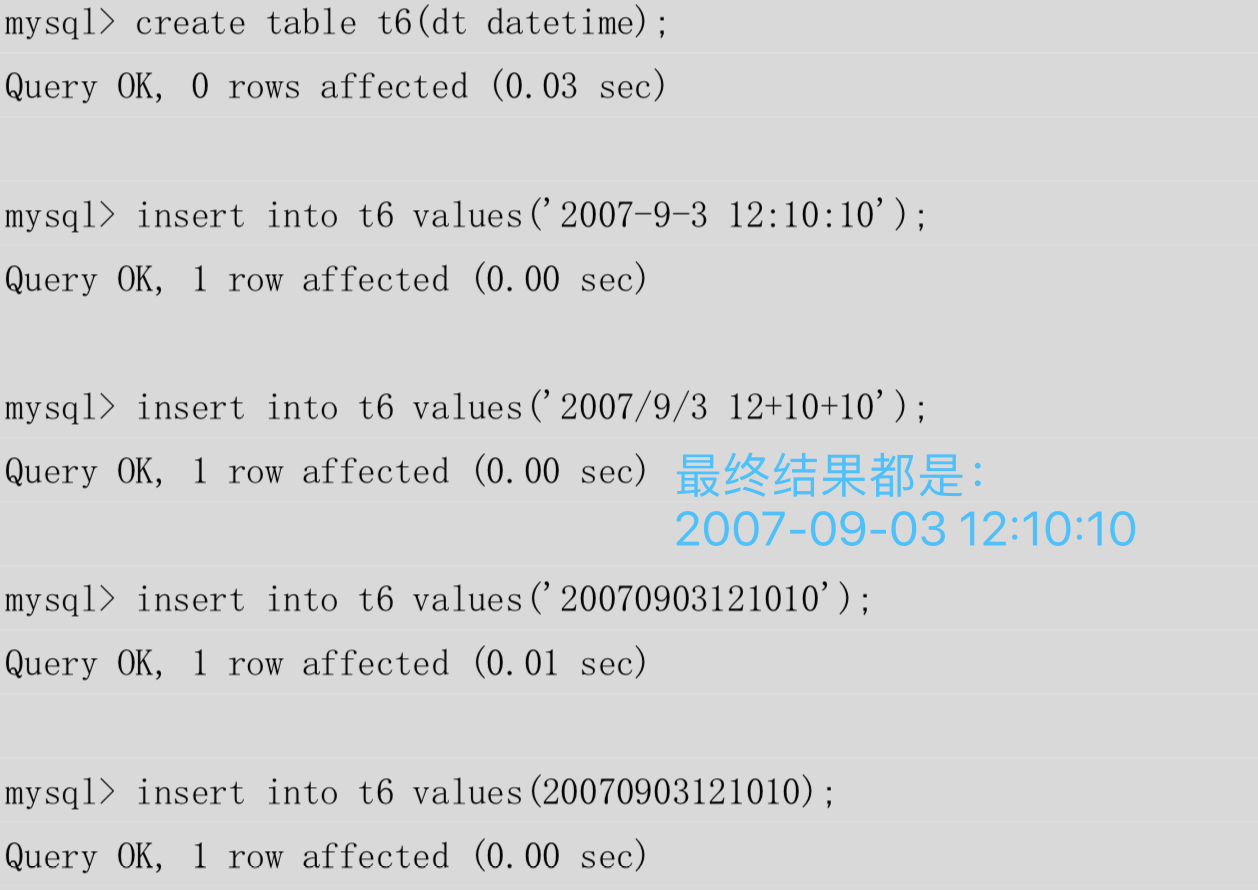 mysql> create table t6(dt datetime);
Query OK, 0 rows affected (0.03 sec)
mysql> insert into t6 values('2007-9-3 12:10:10');
Query OK, 1 row affected (0.00 sec)
mysql> insert into t6 values('2007/9/3 12+10+10');
Query OK, 1 row affected (0.00 sec)
最终结果都是:
2007-09-03 12:10:10
mysql> insert into t6 values('20070903121010');
Query OK, 1 row affected (0.01 sec)
mysql> insert into t6 values(20070903121010);
Query OK, 1 row affected (0.00 sec)